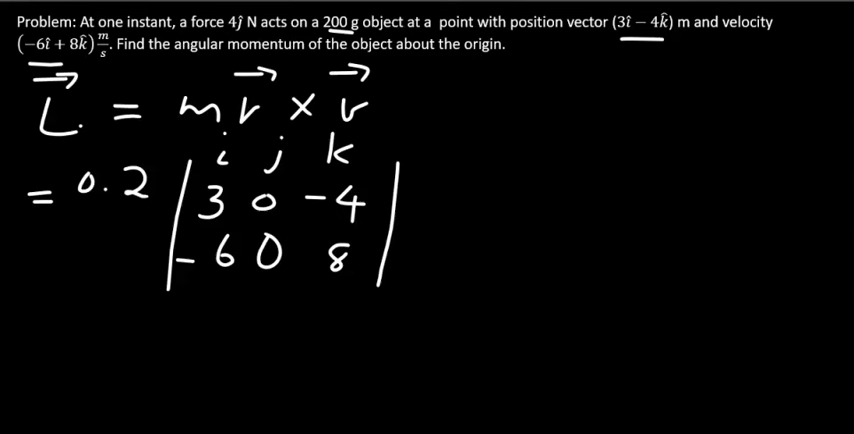 Problem: At one instant, a force 4ĵ N acts on a 200 g object at a point with position vector (3î − 4k̂) m and velocity
(−6î + 8k̂) m/s. Find the angular momentum of the object about the origin.
L⃗ = m r⃗ × v⃗
i j k
= 0.2 | 3 0 -4 |
| -6 0 8 |